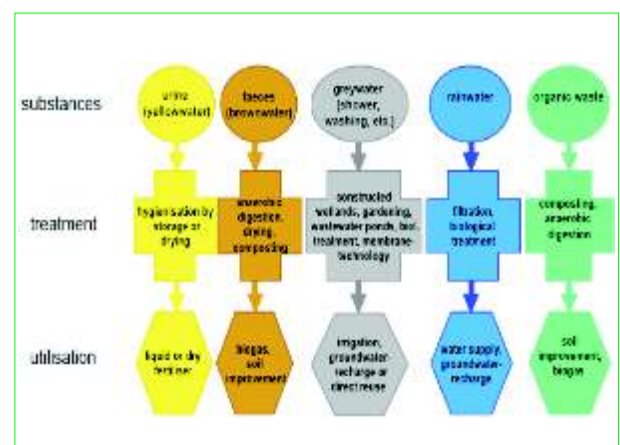 substances
urine
(yellowwater)
faeces
(brownwater)
greywater
(shower,
washing, etc.)
rainwater
organic waste
treatment
hygienisation by
storage or
drying
anaerobic
digestion,
drying,
composting
constructed
wetlands, gardening,
wastewater ponds, biol.
treatment, membrane-
technology
filtration,
biological
treatment
composting,
anaerobic
digestion
utilisation
liquid or dry
fertiliser
biogas,
soil
improvement
irrigation,
groundwater-
recharge or
direct reuse
water supply,
groundwater-
recharge
soil
improvement,
biogas